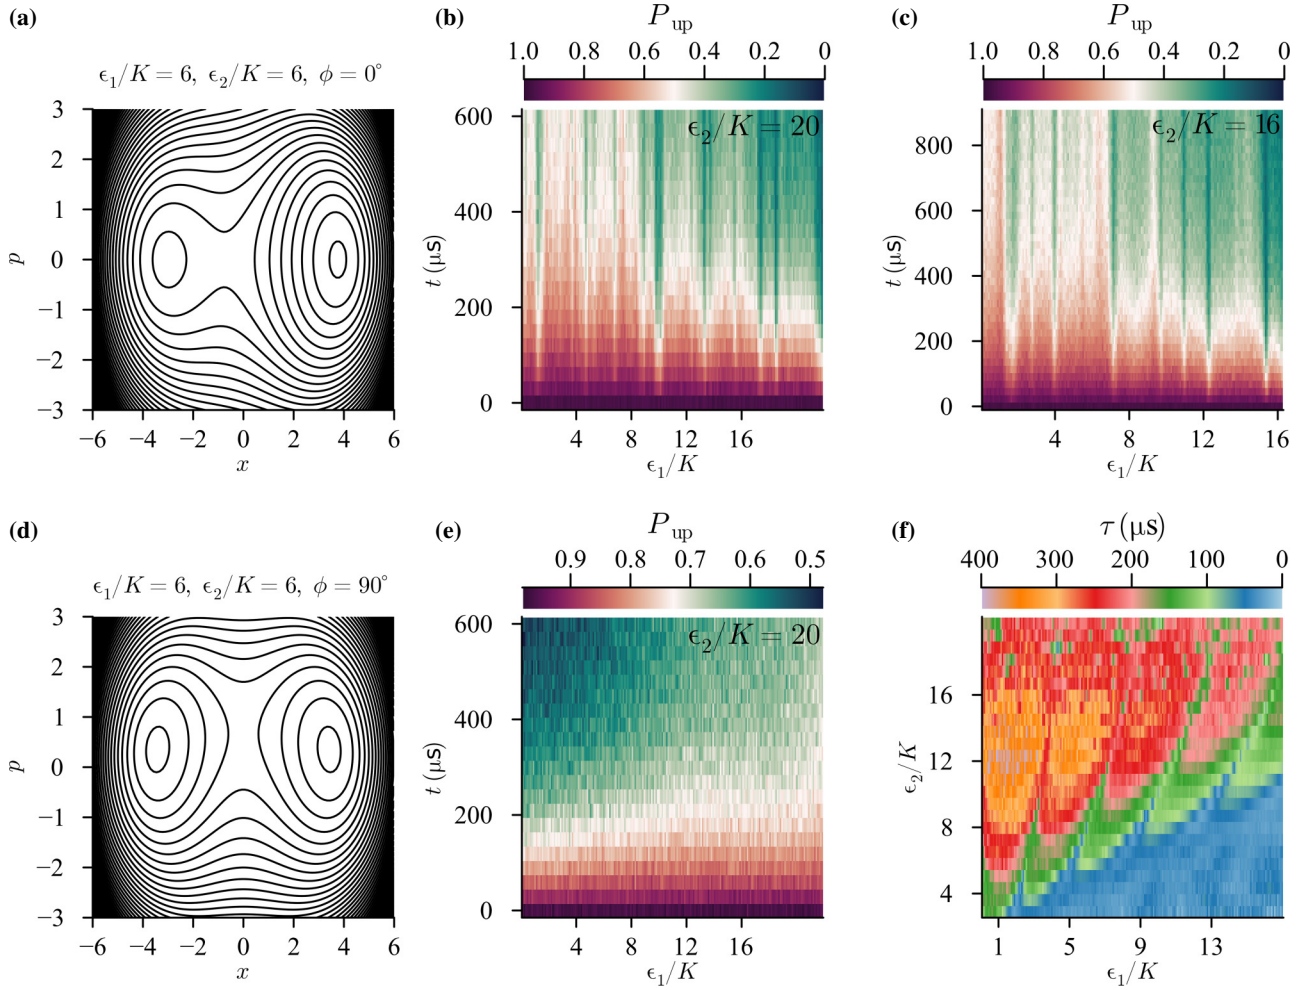 (a)
ϵ₁/K = 6, ϵ₂/K = 6, ϕ = 0°
3
2
1
0
−1
−2
−3
p
−6 −4 −2 0 2 4 6
x
(b)
P up
1.0 0.8 0.6 0.4 0.2 0
ϵ₂/K = 20
600
400
200
0
t (μs)
4 8 12 16
ϵ₁/K
(c)
P up
1.0 0.8 0.6 0.4 0.2 0
ϵ₂/K = 16
800
600
400
200
0
t (μs)
4 8 12 16
ϵ₁/K
(d)
ϵ₁/K = 6, ϵ₂/K = 6, ϕ = 90°
3
2
1
0
−1
−2
−3
p
−6 −4 −2 0 2 4 6
x
(e)
P up
0.9 0.8 0.7 0.6 0.5
ϵ₂/K = 20
600
400
200
0
t (μs)
4 8 12 16
ϵ₁/K
(f)
τ (μs)
400 300 200 100 0
16
12
8
4
ϵ₂/K
1 5 9 13
ϵ₁/K